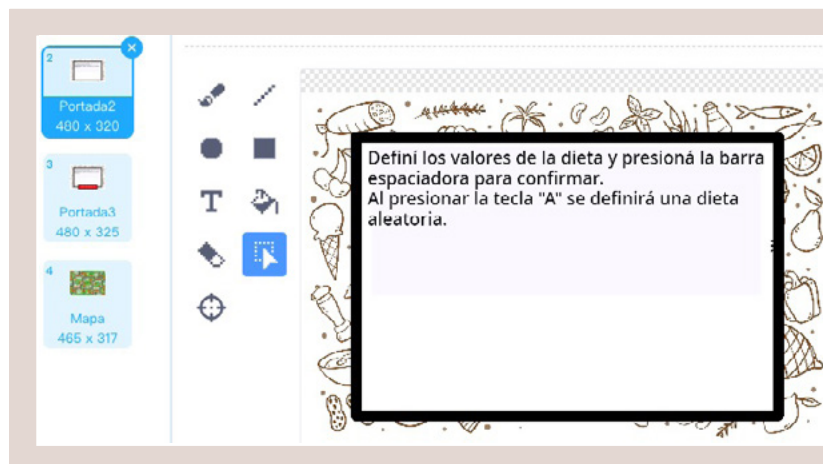 2
Portada2
480 x 320
3
Portada3
480 x 325
4
Mapa
465 x 317
T
Definí los valores de la dieta y presioná la barra
espaciadora para confirmar.
Al presionar la tecla "A" se definirá una dieta
aleatoria.